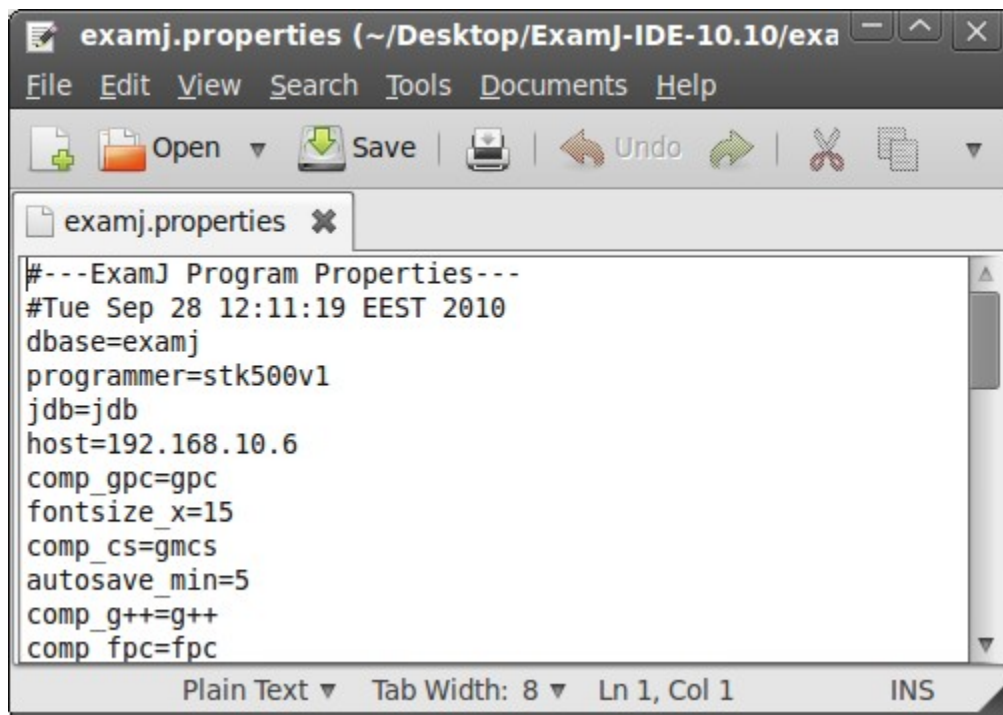 examj.properties (~/Desktop/ExamJ-IDE-10.10/exa
File Edit View Search Tools Documents Help
Open Save Undo
examj.properties
#---ExamJ Program Properties---
#Tue Sep 28 12:11:19 EEST 2010
dbase=examj
programmer=stk500v1
jdb=jdb
host=192.168.10.6
comp_gpc=gpc
fontsize_x=15
comp_cs=gmcs
autosave_min=5
comp_g++=g++
comp_fpc=fpc
Plain Text Tab Width: 8 Ln 1, Col 1 INS